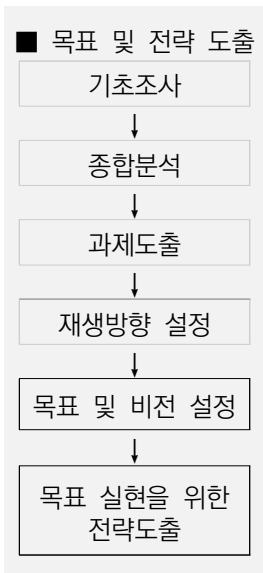 ■ 목표 및 전략 도출
기초조사
종합분석
과제도출
재생방향 설정
목표 및 비전 설정
목표 실현을 위한
전략도출